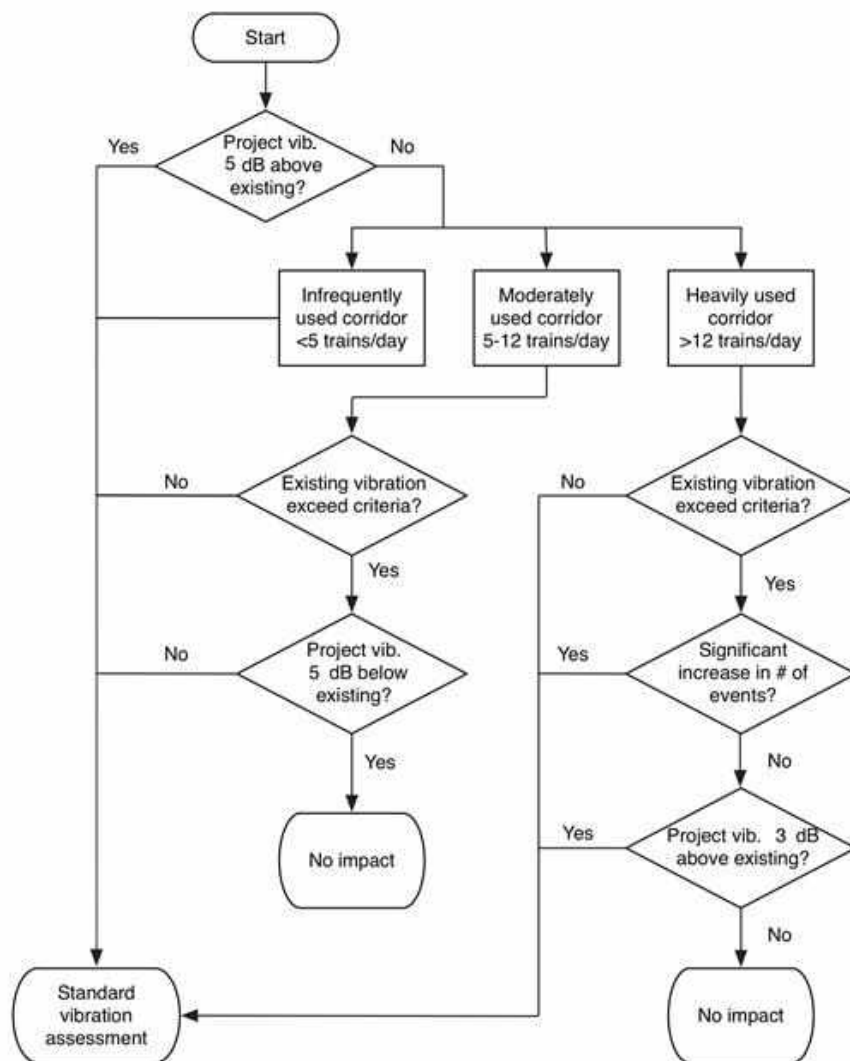 Start
Project vib.
5 dB above
existing?
Yes
No
Infrequently
used corridor
<5 trains/day
Moderately
used corridor
5-12 trains/day
Heavily used
corridor
>12 trains/day
No
Existing vibration
exceed criteria?
No
Existing vibration
exceed criteria?
Yes
Yes
No
Project vib.
5 dB below
existing?
Yes
Significant
increase in # of
events?
Yes
No
No impact
Yes
Project vib. 3 dB
above existing?
No
Standard
vibration
assessment
No impact